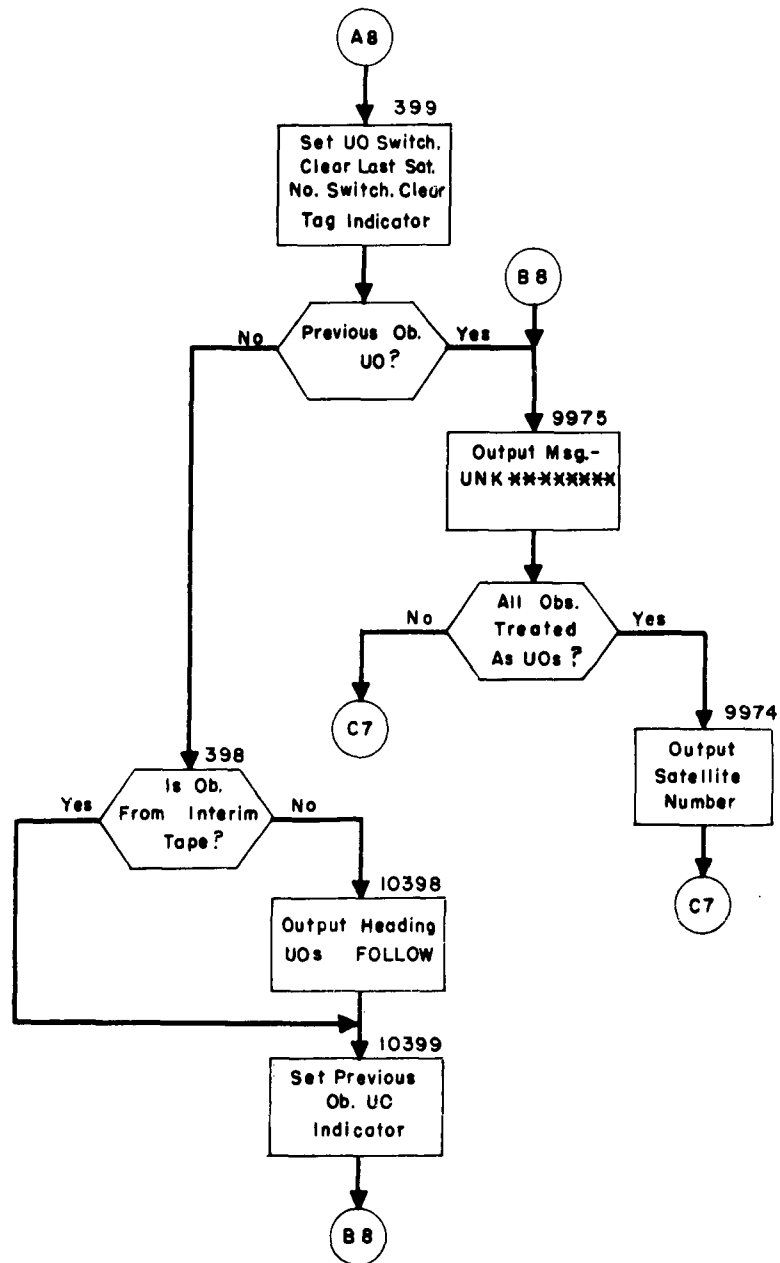 A8
399
Set UO Switch.
Clear Last Sat.
No. Switch. Clear
Tag Indicator
B8
No
Previous Ob.
UO?
Yes
9975
Output Msg.-
UNK********
No
All Obs.
Treated
As UOs?
Yes
C7
9974
Output
Satellite
Number
C7
398
Yes
Is Ob.
From Interim
Tape?
No
10398
Output Heading
UOs FOLLOW
10399
Set Previous
Ob. UC
Indicator
B8